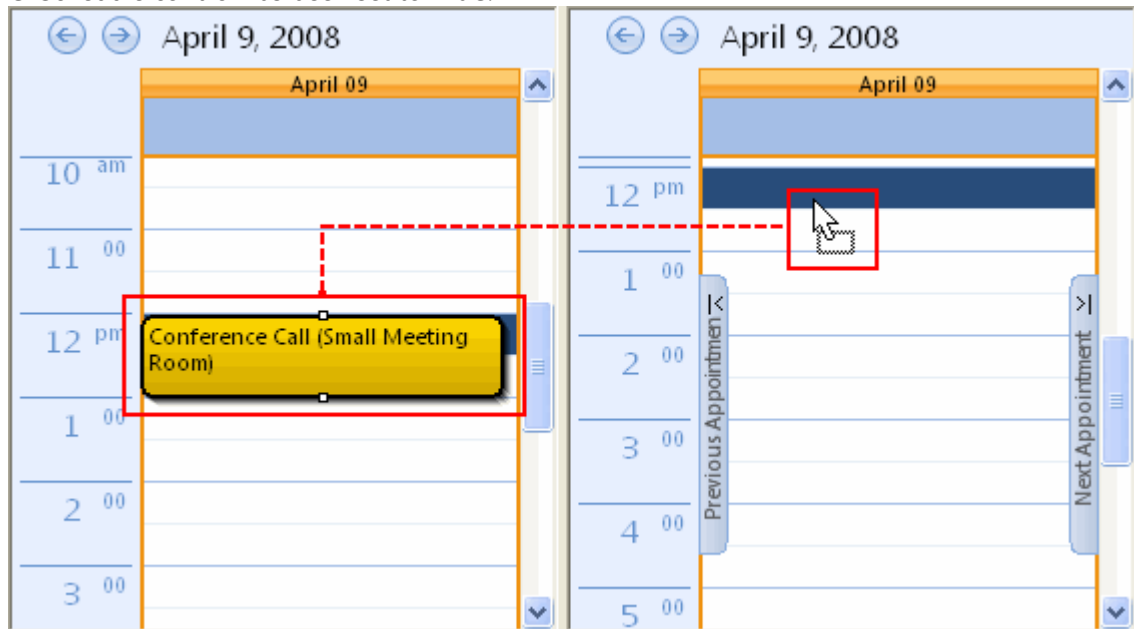 April 9, 2008
April 09
10 am
11 00
12 pm
Conference Call (Small Meeting
Room)
1 00
2 00
3 00
April 9, 2008
April 09
12 pm
1 00
2 00
3 00
4 00
5 00
Previous Appointmen
Next Appointment